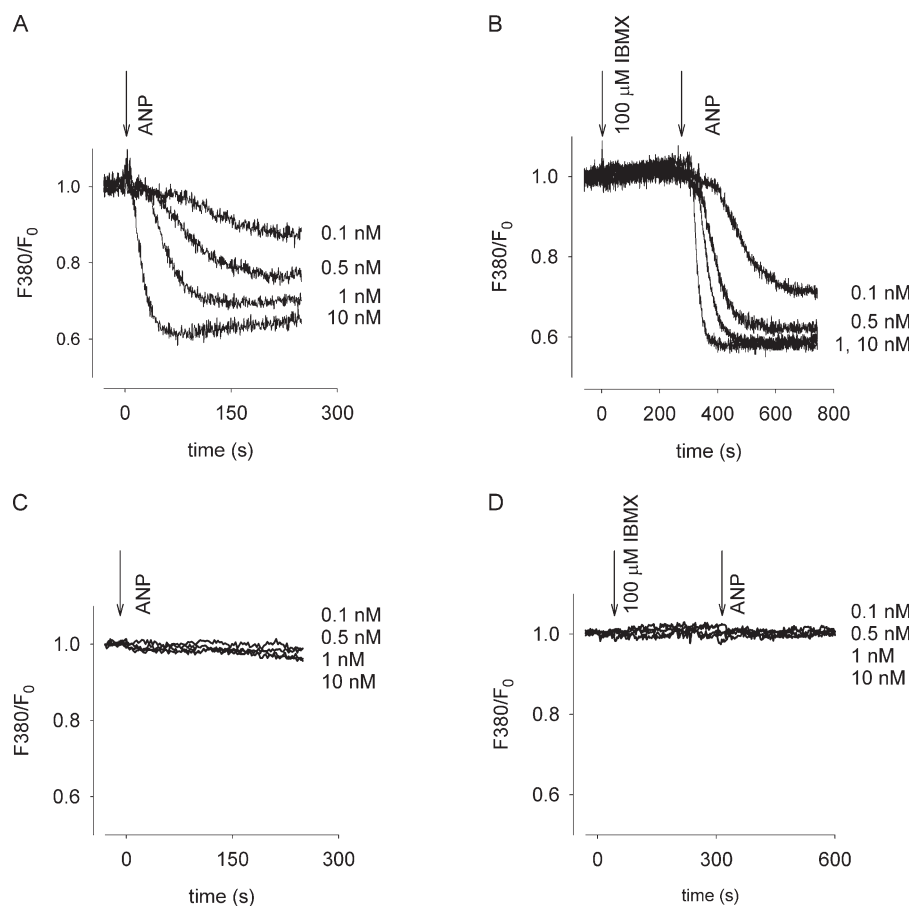 A
ANP
F380/F0
1.0
0.8
0.6
0.1 nM
0.5 nM
1 nM
10 nM
0
150
300
time (s)
B
100 µM IBMX
ANP
F380/F0
1.0
0.8
0.6
0.1 nM
0.5 nM
1, 10 nM
0
200
400
600
800
time (s)
C
ANP
F380/F0
1.0
0.8
0.6
0.1 nM
0.5 nM
1 nM
10 nM
0
150
300
time (s)
D
100 µM IBMX
ANP
F380/F0
1.0
0.8
0.6
0.1 nM
0.5 nM
1 nM
10 nM
0
300
600
time (s)